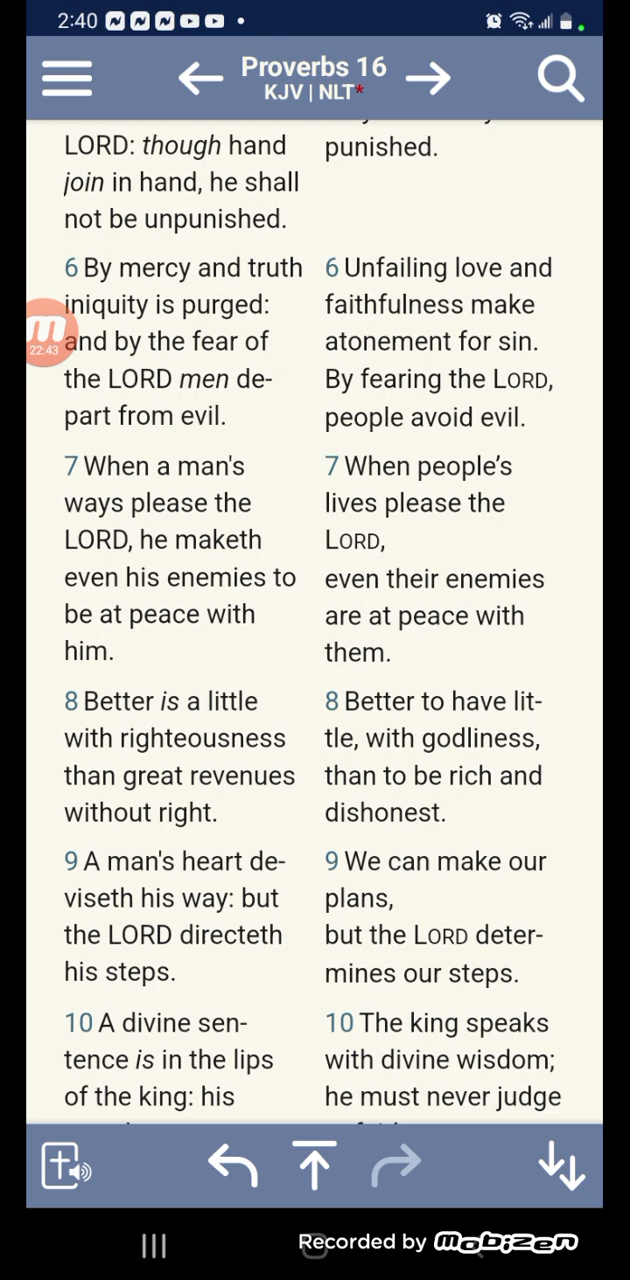 2:40
Proverbs 16
KJV | NLT*
LORD: though hand
join in hand, he shall
not be unpunished.
6 By mercy and truth
iniquity is purged:
and by the fear of
the LORD men de-
part from evil.
7 When a man's
ways please the
LORD, he maketh
even his enemies to
be at peace with
him.
8 Better is a little
with righteousness
than great revenues
without right.
9 A man's heart de-
viseth his way: but
the LORD directeth
his steps.
10 A divine sen-
tence is in the lips
of the king: his
punished.
6 Unfailing love and
faithfulness make
atonement for sin.
By fearing the LORD,
people avoid evil.
7 When people’s
lives please the
LORD,
even their enemies
are at peace with
them.
8 Better to have lit-
tle, with godliness,
than to be rich and
dishonest.
9 We can make our
plans,
but the LORD deter-
mines our steps.
10 The king speaks
with divine wisdom;
he must never judge
22:43
Recorded by Mobizen